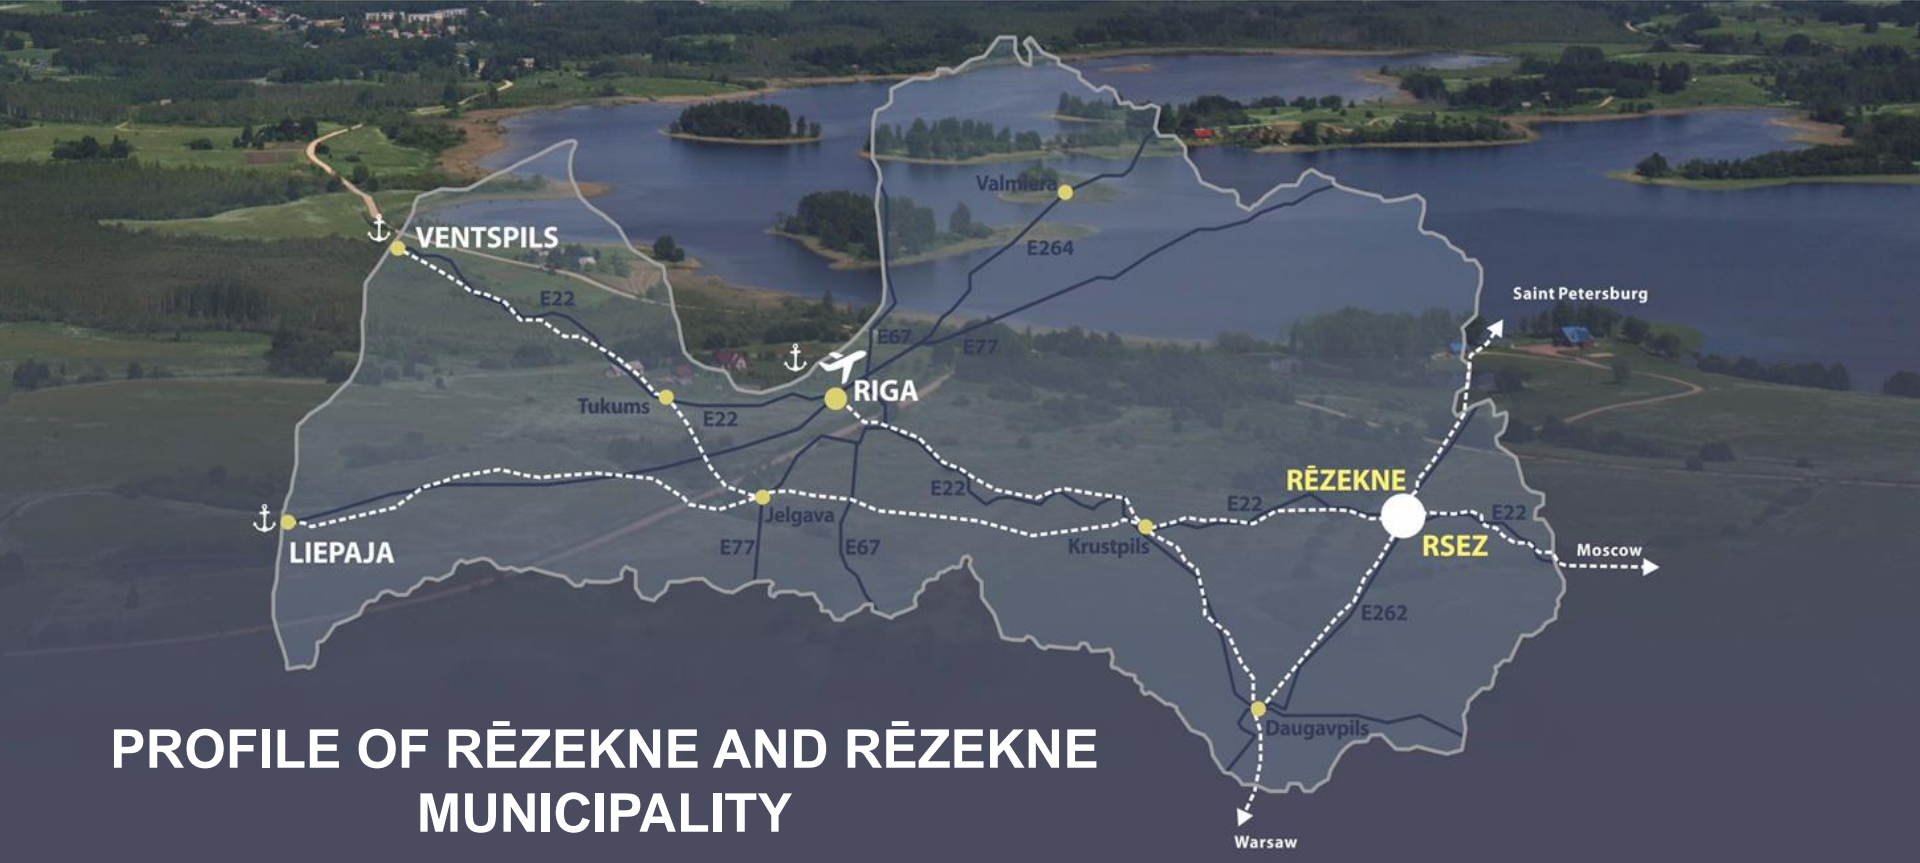 Valmiera
VENTSPILS
E264
Saint Petersburg
E22
E67
E77
RIGA
Tukums
E22
RĒZEKNE
E22
E22
E22
Jelgava
RSEZ
Krustpils
LIEPAJA
E77
E67
Moscow
E262
Daugavpils
PROFILE OF RĒZEKNE AND RĒZEKNE
MUNICIPALITY
Warsaw